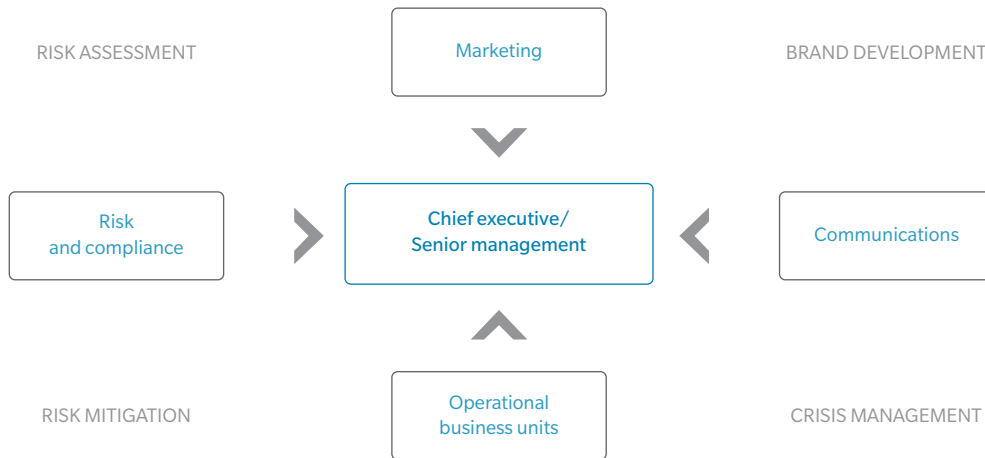 RISK ASSESSMENT
Marketing
BRAND DEVELOPMENT
Risk
and compliance
Chief executive/
Senior management
Communications
RISK MITIGATION
Operational
business units
CRISIS MANAGEMENT